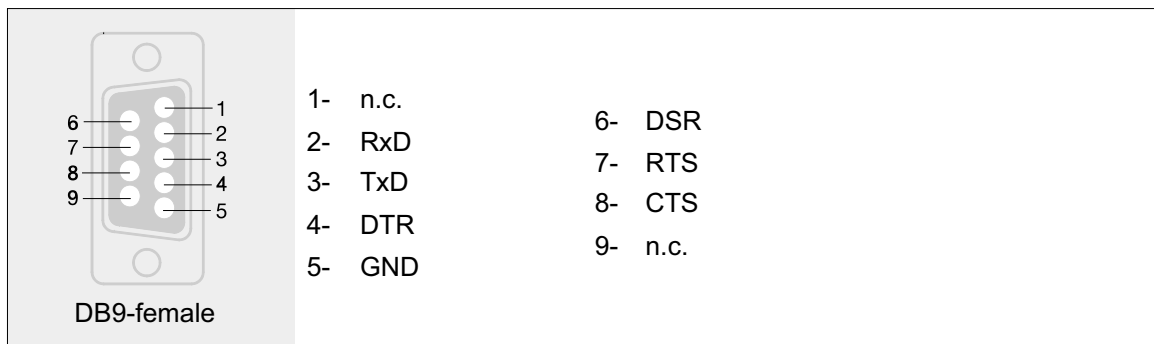 1
2
3
4
5
6
7
8
9
DB9-female
1- n.c.
2- RxD
3- TxD
4- DTR
5- GND
6- DSR
7- RTS
8- CTS
9- n.c.